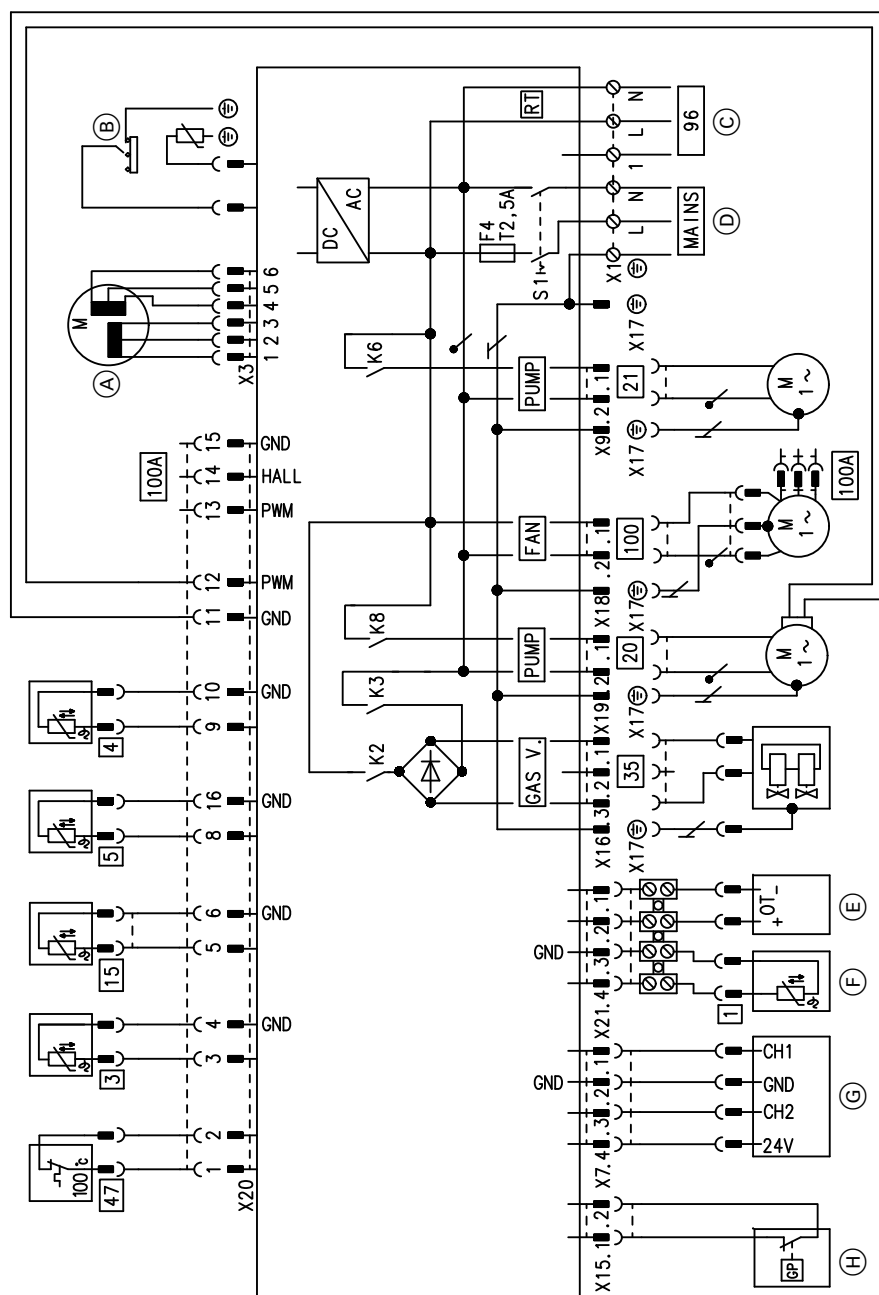 B
RT
N
L
1
N
L
96
C
DC
AC
F4
T2,5A
S1
X1
MAINS
D
M
A
1
2
3
4
5
6
X3
K6
X17
PUMP
X9.2
.1
21
X17
M
1~
100A
15
GND
14
HALL
13
PWM
12
PWM
11
GND
FAN
X18
.2
.1
100
X17
M
1~
100A
K8
K3
PUMP
X19
.2
.1
20
X17
M
1~
4
10
GND
9
K2
GAS V.
X16
.3
.2
.1
35
X17
5
16
GND
8
15
6
GND
5
GND
X21
.4
.3
.2
.1
OT
+
-
E
1
F
3
4
GND
3
GND
X7
.4
.3
.2
.1
CH1
GND
CH2
24V
G
100°C
47
2
1
X20
X15
.1
.2
GP
H